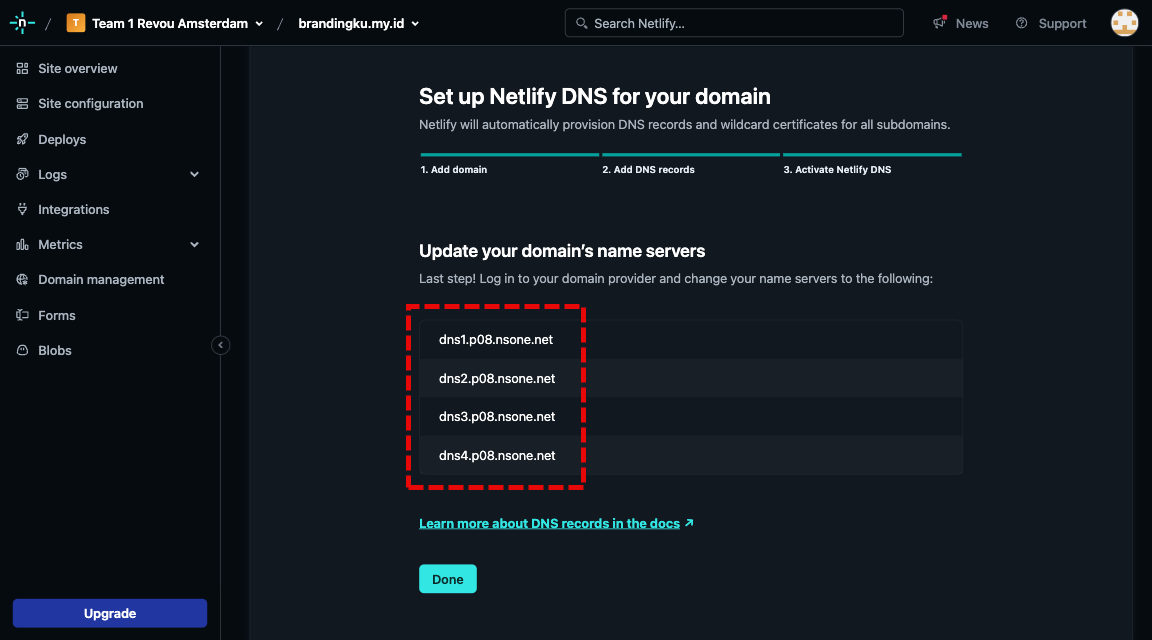 / T Team 1 Revou Amsterdam / brandingku.my.id Search Netlify... News Support
Site overview
Site configuration
Deploys
Logs
Integrations
Metrics
Domain management
Forms
Blobs
Upgrade
Set up Netlify DNS for your domain
Netlify will automatically provision DNS records and wildcard certificates for all subdomains.
1. Add domain 2. Add DNS records 3. Activate Netlify DNS
Update your domain's name servers
Last step! Log in to your domain provider and change your name servers to the following:
dns1.p08.nsone.net
dns2.p08.nsone.net
dns3.p08.nsone.net
dns4.p08.nsone.net
Learn more about DNS records in the docs ↗
Done